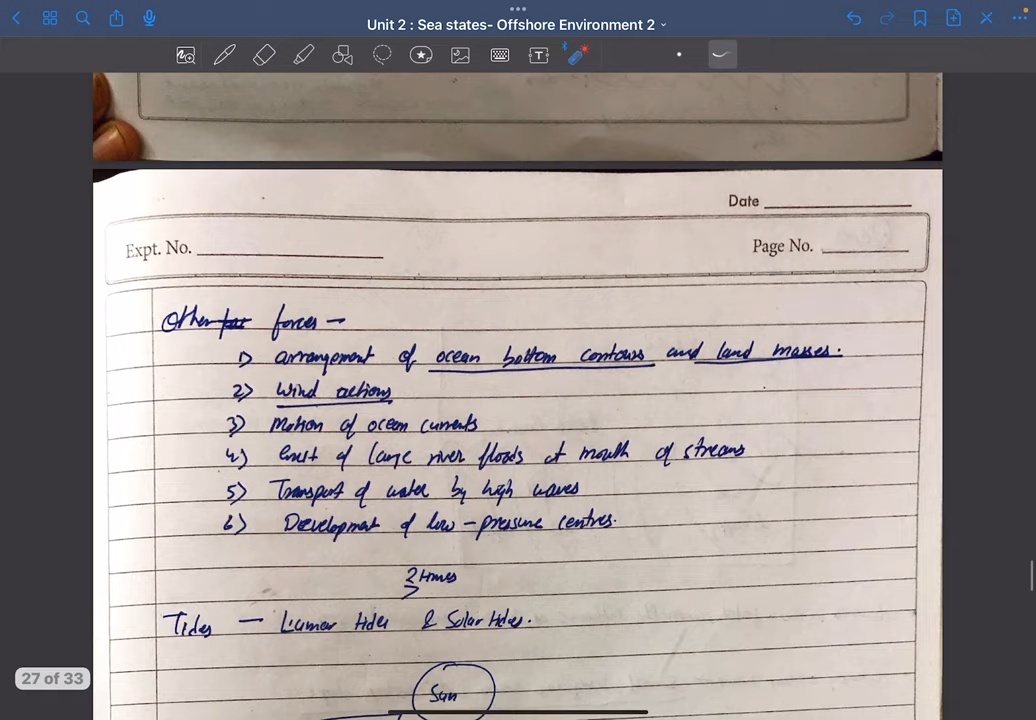 Unit 2 : Sea states- Offshore Environment 2
Date
Expt. No.
Page No.
Other forces -
1) arrangement of ocean bottom contours and land masses.
2) Wind actions
3) Motion of ocean currents
4) of large river floods at mouth of streams
5) Transport of water by high waves
6) Development of low-pressure centres.
2 times
Tides - Lunar tides & Solar tides.
Sun
27 of 33